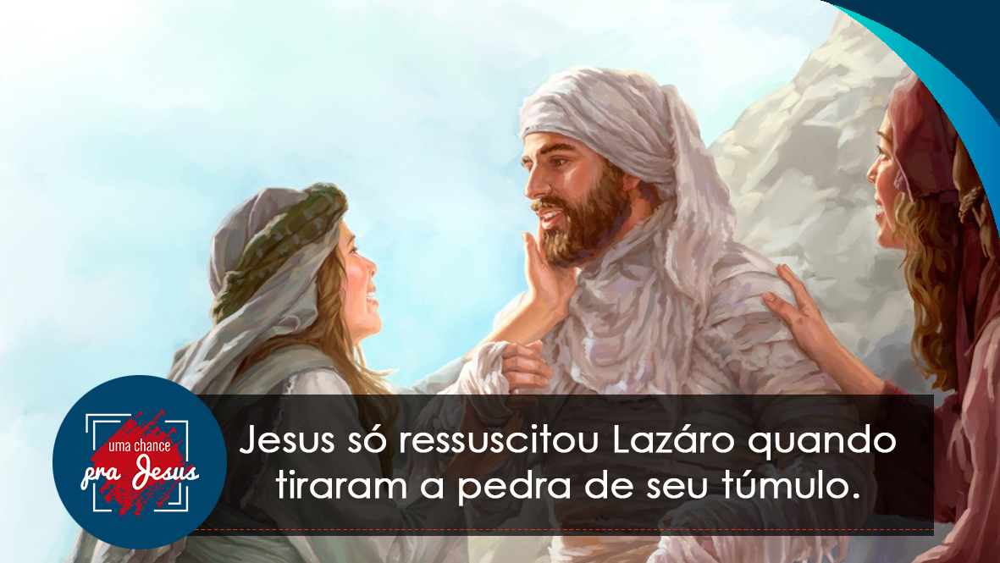 uma chance
pra Jesus
Jesus só ressuscitou Lazáro quando
tiraram a pedra de seu túmulo.